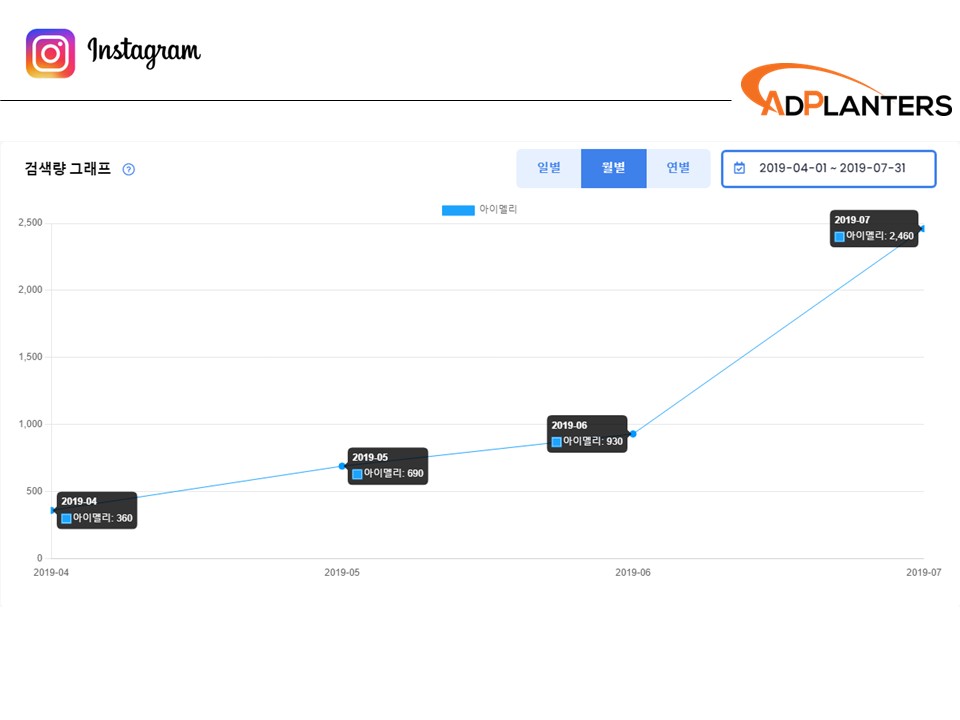 Instagram
ADPLANTERS
검색량 그래프 ?
일별 월별 연별 2019-04-01 ~ 2019-07-31
아이멜리
2,500
2019-07
아이멜리: 2,460
2,000
1,500
1,000
2019-06
아이멜리: 930
2019-05
아이멜리: 690
500
2019-04
아이멜리: 360
0
2019-04 2019-05 2019-06 2019-07